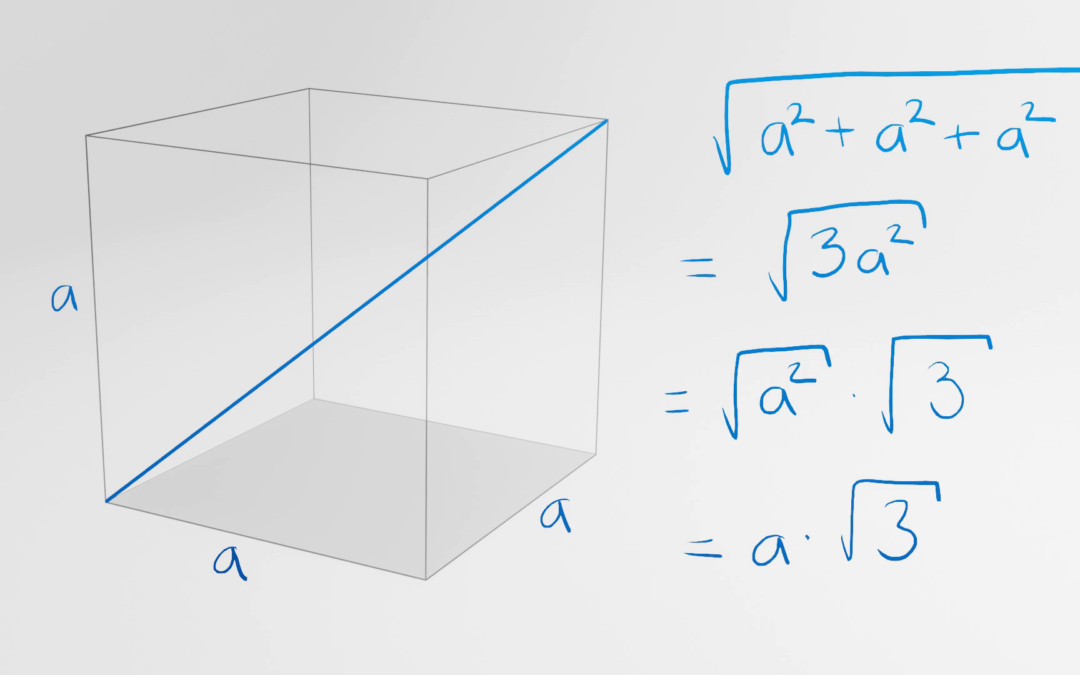 √a² + a² + a²
= √3a²
= √a² · √3
= a · √3
a
a
a